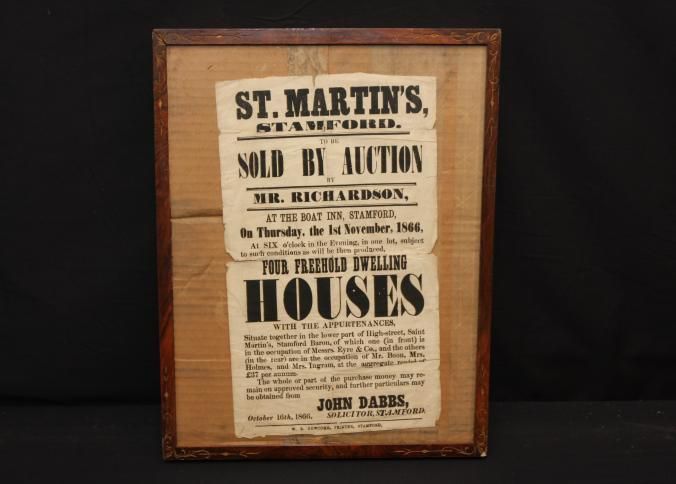 ST. MARTIN'S,
STAMFORD.
TO BE
SOLD BY AUCTION
BY
MR. RICHARDSON,
AT THE BOAT INN, STAMFORD,
On Thursday, the 1st November, 1866,
At SIX o'clock in the Evening, in one lot, subject
to such conditions as will be then produced,
FOUR FREEHOLD DWELLING
HOUSES
WITH THE APPURTENANCES,
Situate together in the lower part of High-street, Saint
Martin's, Stamford Baron, of which one (in front) is
in the occupation of Messrs. Eyre & Co., and the others
(in the rear) are in the occupation of Mr. Boon, Mrs.
Holmes, and Mrs. Ingram, at the aggregate rental of
£37 per annum.
The whole or part of the purchase money may re-
main on approved security, and further particulars may
be obtained from
JOHN DABBS,
October 16th, 1866. SOLICITOR, STAMFORD.
NEWCOMB, PRINTER, STAMFORD.